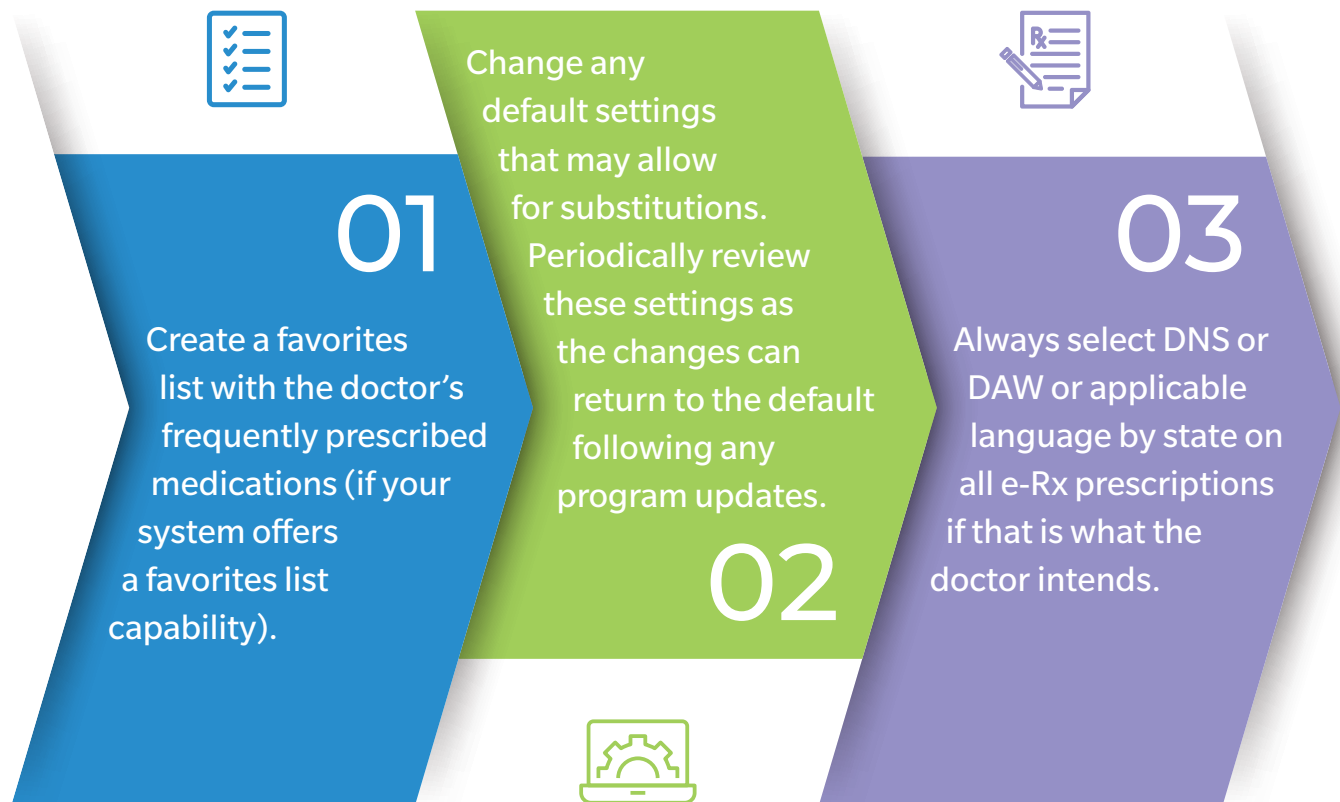 01
Create a favorites
list with the doctor’s
frequently prescribed
medications (if your
system offers
a favorites list
capability).
Change any
default settings
that may allow
for substitutions.
Periodically review
these settings as
the changes can
return to the default
following any
program updates.
02
Rx
03
Always select DNS or
DAW or applicable
language by state on
all e-Rx prescriptions
if that is what the
doctor intends.